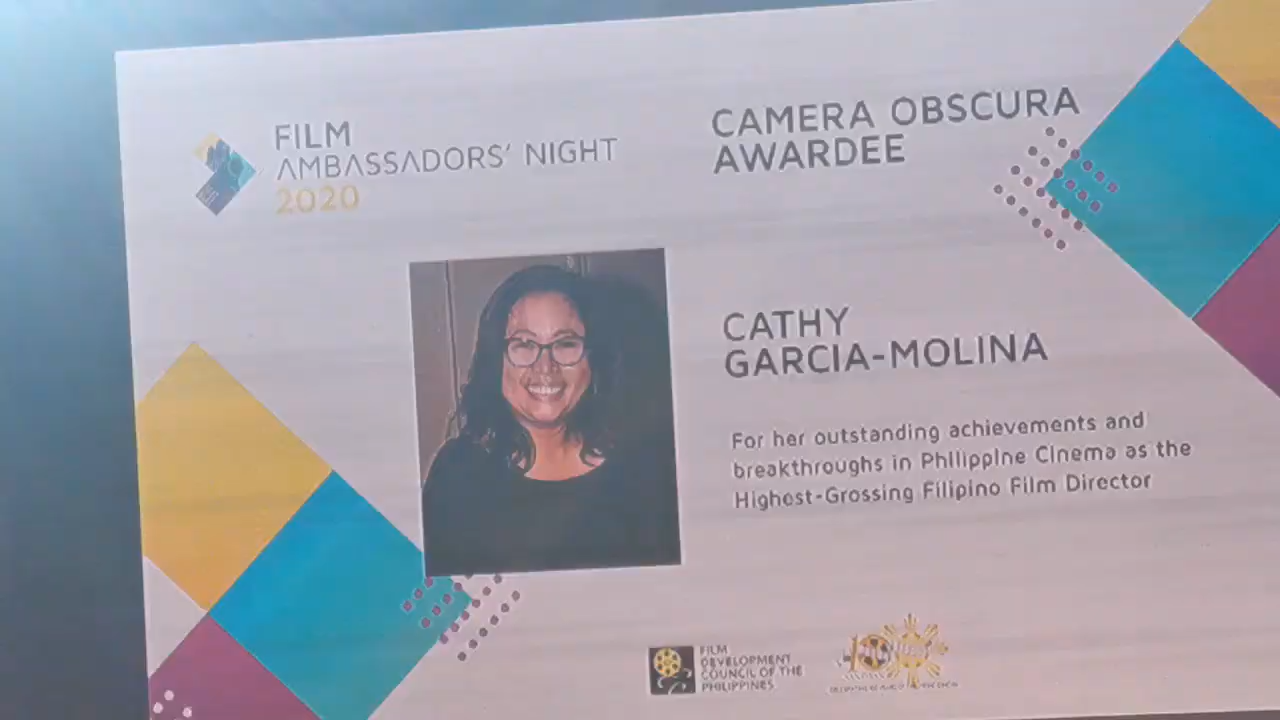 FILM
AMBASSADORS' NIGHT
2020
CAMERA OBSCURA
AWARDEE
CATHY
GARCIA-MOLINA
For her outstanding achievements and
breakthroughs in Philippine Cinema as the
Highest-Grossing Filipino Film Director
FILM
DEVELOPMENT
COUNCIL OF THE
PHILIPPINES